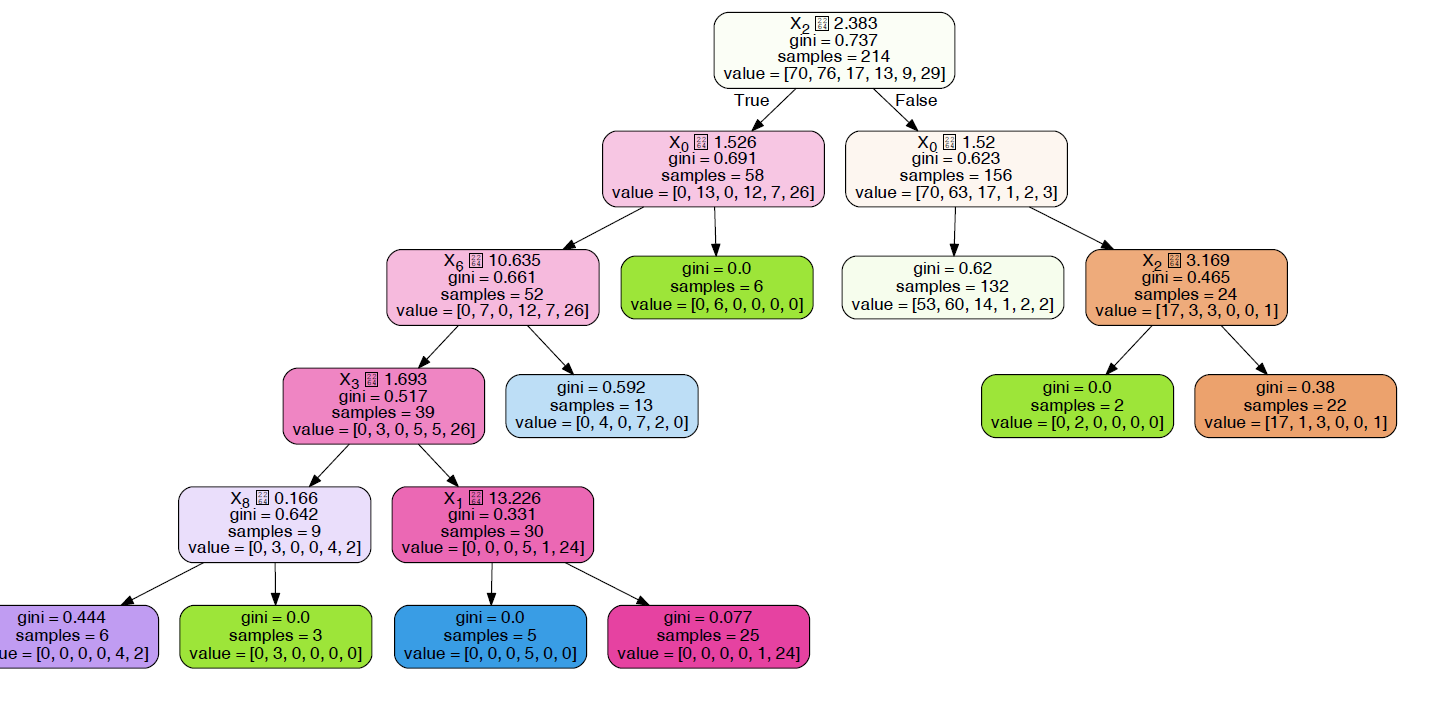 X2 ≤ 2.383
gini = 0.737
samples = 214
value = [70, 76, 17, 13, 9, 29]
True
False
X0 ≤ 1.526
gini = 0.691
samples = 58
value = [0, 13, 0, 12, 7, 26]
X0 ≤ 1.52
gini = 0.623
samples = 156
value = [70, 63, 17, 1, 2, 3]
X6 ≤ 10.635
gini = 0.661
samples = 52
value = [0, 7, 0, 12, 7, 26]
gini = 0.0
samples = 6
value = [0, 6, 0, 0, 0, 0]
gini = 0.62
samples = 132
value = [53, 60, 14, 1, 2, 2]
X2 ≤ 3.169
gini = 0.465
samples = 24
value = [17, 3, 3, 0, 0, 1]
X3 ≤ 1.693
gini = 0.517
samples = 39
value = [0, 3, 0, 5, 5, 26]
gini = 0.592
samples = 13
value = [0, 4, 0, 7, 2, 0]
gini = 0.0
samples = 2
value = [0, 2, 0, 0, 0, 0]
gini = 0.38
samples = 22
value = [17, 1, 3, 0, 0, 1]
X8 ≤ 0.166
gini = 0.642
samples = 9
value = [0, 3, 0, 0, 4, 2]
X1 ≤ 13.226
gini = 0.331
samples = 30
value = [0, 0, 0, 5, 1, 24]
gini = 0.444
samples = 6
ue = [0, 0, 0, 0, 4, 2]
gini = 0.0
samples = 3
value = [0, 3, 0, 0, 0, 0]
gini = 0.0
samples = 5
value = [0, 0, 0, 5, 0, 0]
gini = 0.077
samples = 25
value = [0, 0, 0, 0, 1, 24]